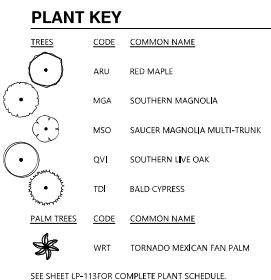 PLANT KEY
TREES CODE COMMON NAME
ARU RED MAPLE
MGA SOUTHERN MAGNOLIA
MSO SAUCER MAGNOLIA MULTI-TRUNK
QVI SOUTHERN LIVE OAK
TDI BALD CYPRESS
PALM TREES CODE COMMON NAME
WRT TORNADO MEXICAN FAN PALM
SEE SHEET LP-113FOR COMPLETE PLANT SCHEDULE.